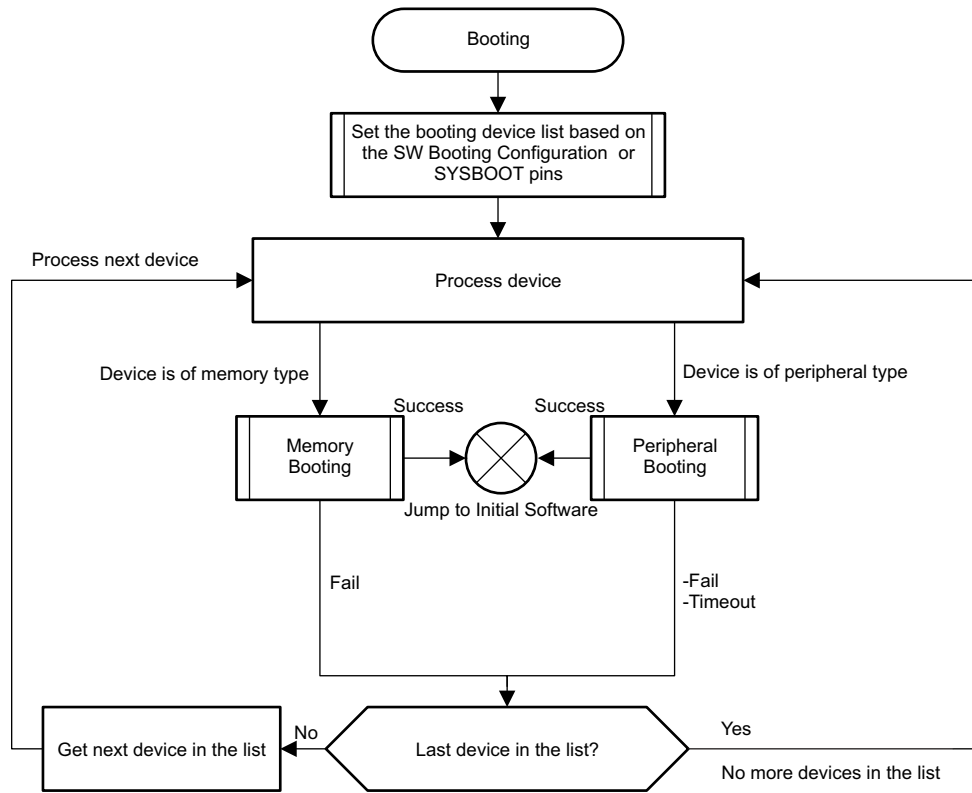 Booting
Set the booting device list based on
the SW Booting Configuration or
SYSBOOT pins
Process next device
Process device
Device is of memory type
Device is of peripheral type
Success
Success
Memory
Booting
Peripheral
Booting
Jump to Initial Software
Fail
-Fail
-Timeout
Get next device in the list
No
Last device in the list?
Yes
No more devices in the list